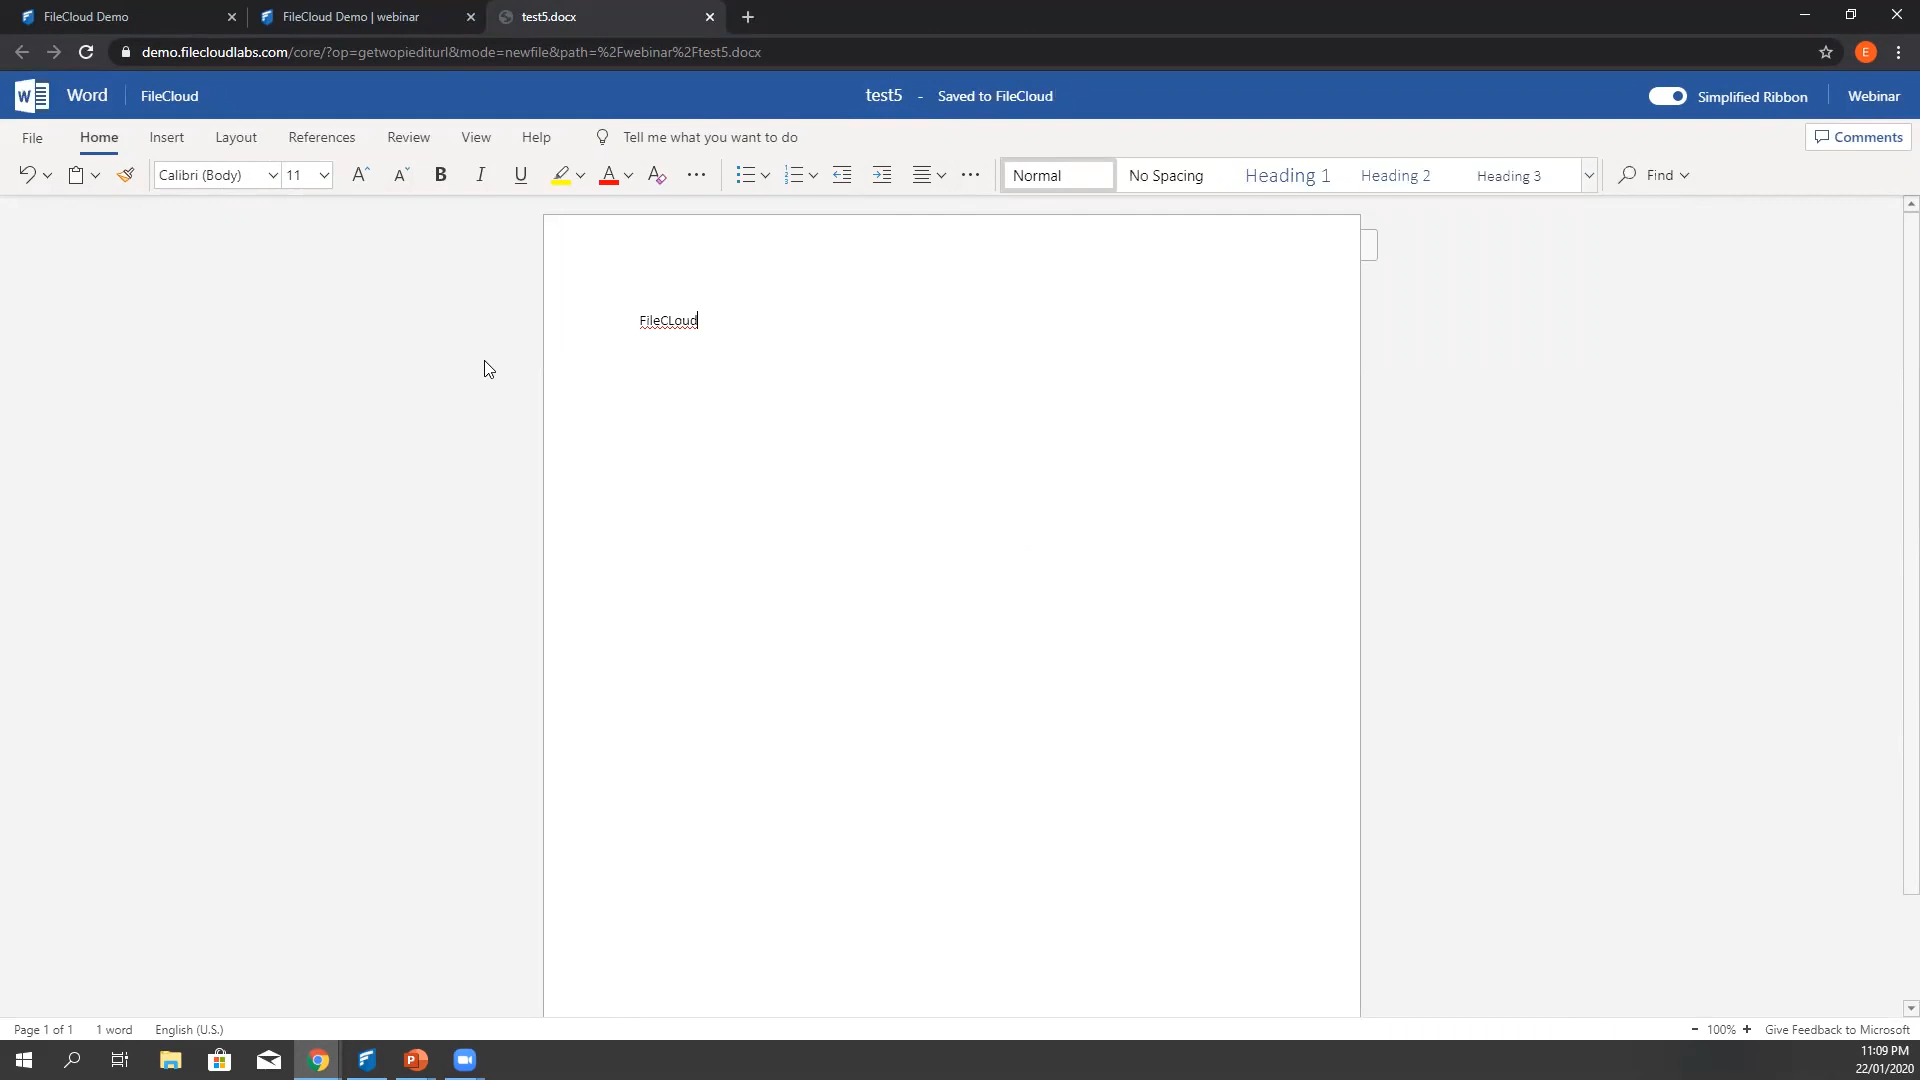 FileCloud Demo
FileCloud Demo | webinar
test5.docx
demo.filecloudlabs.com/core/?op=getwopiediturl&mode=newfile&path=%2Fwebinar%2Ftest5.docx
E
W Word FileCloud
test5 - Saved to FileCloud
Simplified Ribbon
Webinar
File Home Insert Layout References Review View Help
Tell me what you want to do
Comments
Calibri (Body) 11
A A B I U A A
Normal No Spacing Heading 1 Heading 2 Heading 3
Find
FileCLoud
Page 1 of 1 1 word English (U.S.)
- 100% + Give Feedback to Microsoft
P
11:09 PM
22/01/2020